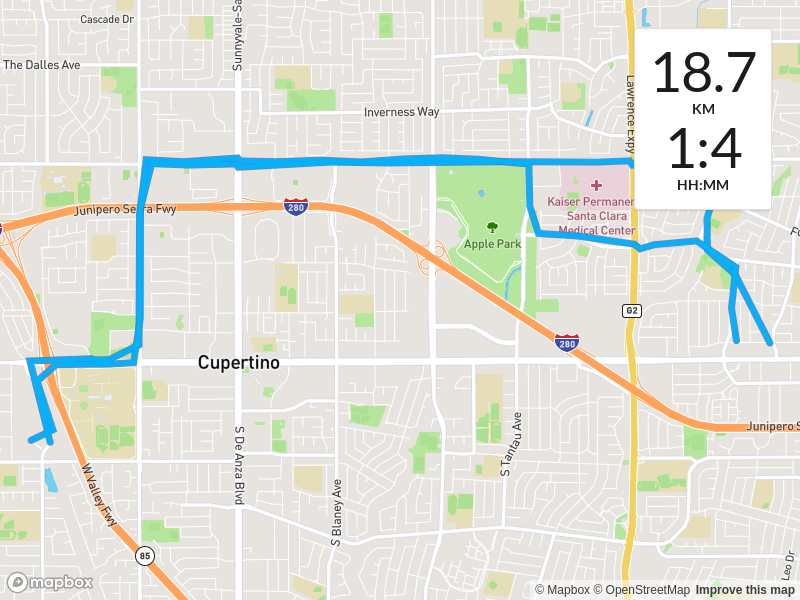 Cascade Dr
The Dalles Ave
Sunnyvale-Sa
Inverness Way
Lawrence Expy
18.7
KM
1:4
HH:MM
Junipero Serra Fwy
280
Kaiser Permanen
Santa Clara
Medical Center
Apple Park
Fo
G2
280
Cupertino
S De Anza Blvd
S Blaney Ave
S Tantau Ave
Junipero S
W Valley Fwy
85
Leo Dr
mapbox
© Mapbox © OpenStreetMap Improve this map